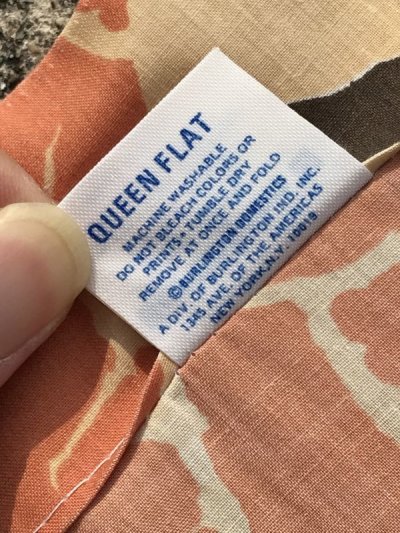 QUEEN FLAT
MACHINE WASHABLE
DO NOT BLEACH COLORS OR
PRINTS • TUMBLE DRY
REMOVE AT ONCE AND FOLD
©BURLINGTON DOMESTICS
A DIV. OF BURLINGTON IND. INC.
1345 AVE. OF THE AMERICAS
NEW YORK N.Y. 10019